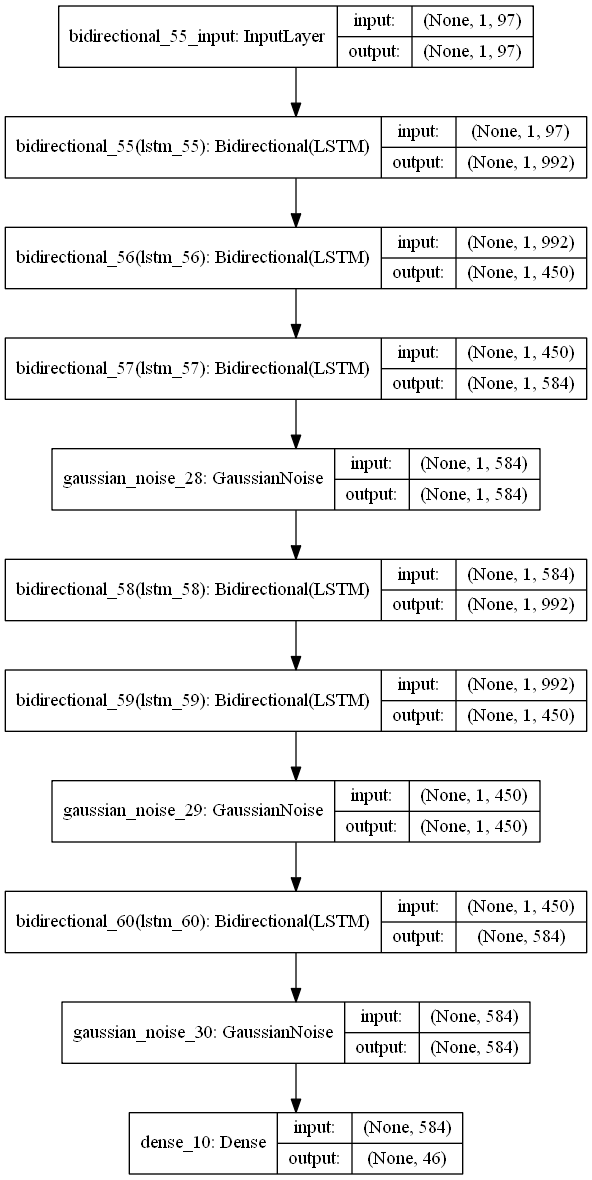 bidirectional_55_input: InputLayer
input: (None, 1, 97)
output: (None, 1, 97)
bidirectional_55(lstm_55): Bidirectional(LSTM)
input: (None, 1, 97)
output: (None, 1, 992)
bidirectional_56(lstm_56): Bidirectional(LSTM)
input: (None, 1, 992)
output: (None, 1, 450)
bidirectional_57(lstm_57): Bidirectional(LSTM)
input: (None, 1, 450)
output: (None, 1, 584)
gaussian_noise_28: GaussianNoise
input: (None, 1, 584)
output: (None, 1, 584)
bidirectional_58(lstm_58): Bidirectional(LSTM)
input: (None, 1, 584)
output: (None, 1, 992)
bidirectional_59(lstm_59): Bidirectional(LSTM)
input: (None, 1, 992)
output: (None, 1, 450)
gaussian_noise_29: GaussianNoise
input: (None, 1, 450)
output: (None, 1, 450)
bidirectional_60(lstm_60): Bidirectional(LSTM)
input: (None, 1, 450)
output: (None, 584)
gaussian_noise_30: GaussianNoise
input: (None, 584)
output: (None, 584)
dense_10: Dense
input: (None, 584)
output: (None, 46)